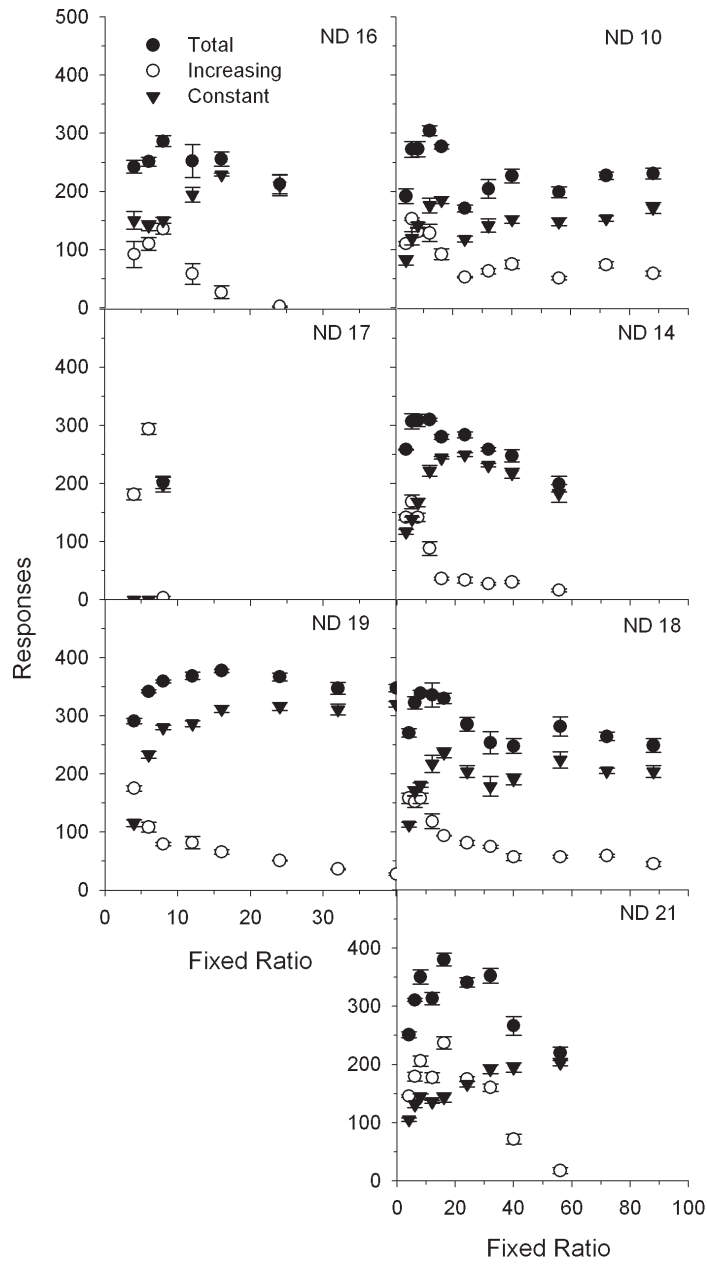 500
400
300
200
100
0
ND 16
Total
Increasing
Constant
ND 10
400
300
200
100
0
ND 17
ND 14
Responses
400
300
200
100
0
ND 19
ND 18
0 10 20 30
Fixed Ratio
400
300
200
100
0
ND 21
0 20 40 60 80 100
Fixed Ratio